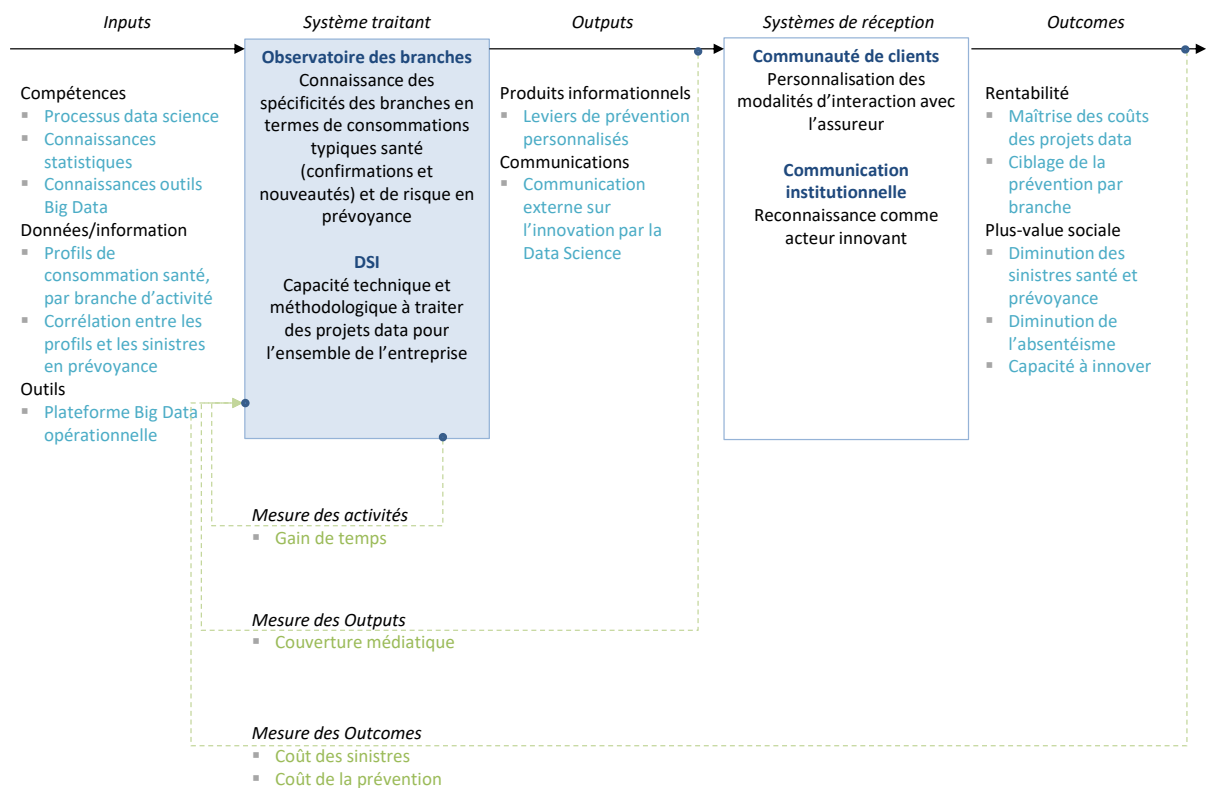 Inputs
Système traitant
Outputs
Systèmes de réception
Outcomes
Compétences
▪ Processus data science
▪ Connaissances
statistiques
▪ Connaissances outils
Big Data
Données/information
▪ Profils de
consommation santé,
par branche d’activité
▪ Corrélation entre les
profils et les sinistres
en prévoyance
Outils
▪ Plateforme Big Data
opérationnelle
Observatoire des branches
Connaissance des
spécificités des branches en
termes de consommations
typiques santé
(confirmations et
nouveautés) et de risque en
prévoyance
DSI
Capacité technique et
méthodologique à traiter
des projets data pour
l’ensemble de l’entreprise
Produits informationnels
▪ Leviers de prévention
personnalisés
Communications
▪ Communication
externe sur
l’innovation par la
Data Science
Communauté de clients
Personnalisation des
modalités d’interaction avec
l’assureur
Communication
institutionnelle
Reconnaissance comme
acteur innovant
Rentabilité
▪ Maîtrise des coûts
des projets data
▪ Ciblage de la
prévention par
branche
Plus-value sociale
▪ Diminution des
sinistres santé et
prévoyance
▪ Diminution de
l’absentéisme
▪ Capacité à innover
Mesure des activités
▪ Gain de temps
Mesure des Outputs
▪ Couverture médiatique
Mesure des Outcomes
▪ Coût des sinistres
▪ Coût de la prévention